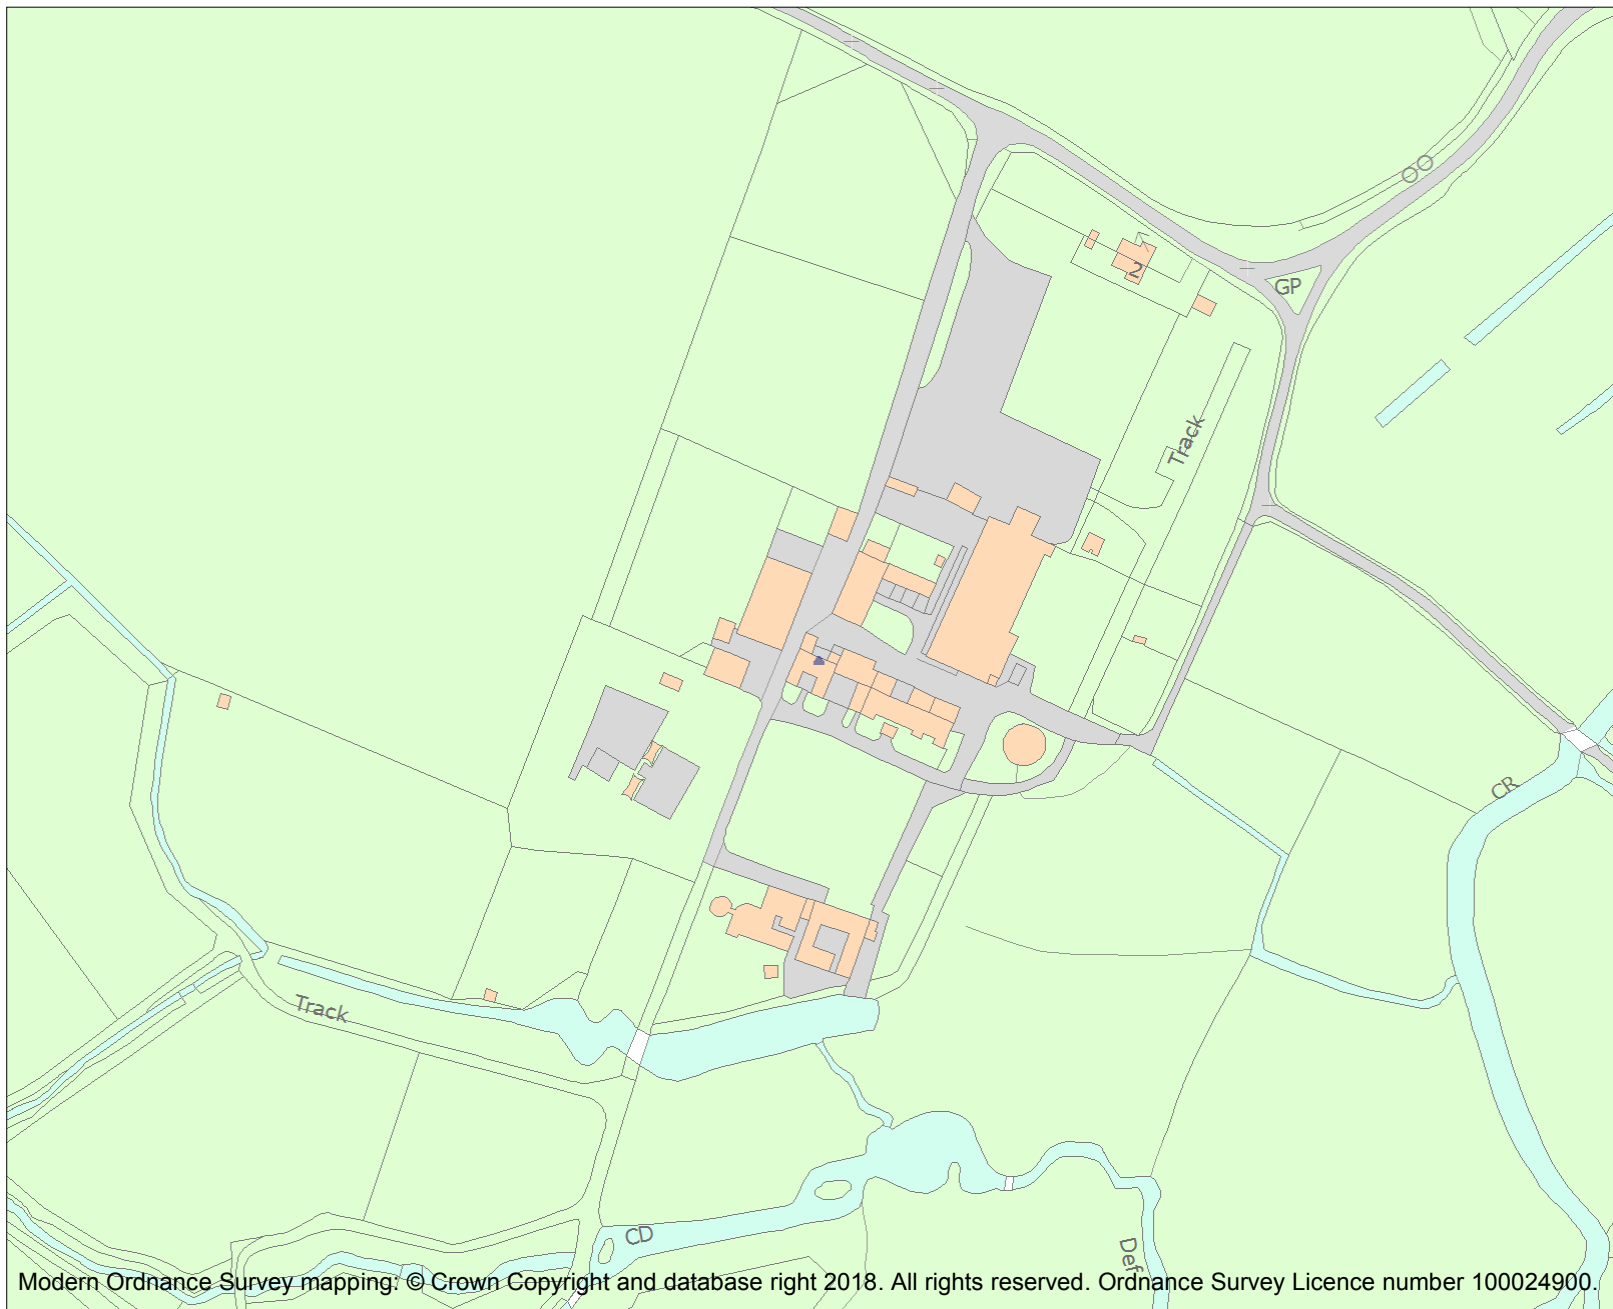 2
GP
Track
CR
Track
CD
Def
Modern Ordnance Survey mapping: © Crown Copyright and database right 2018. All rights reserved. Ordnance Survey Licence number 100024900.